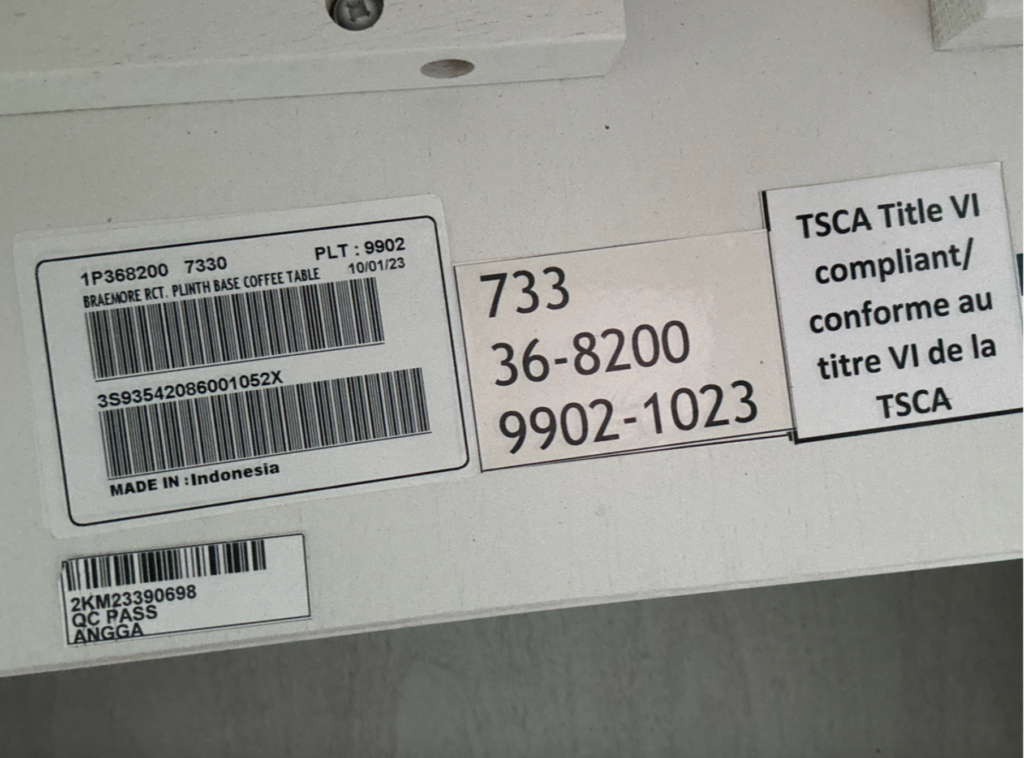 1P368200 7330 PLT : 9902
BRAEMORE RCT. PLINTH BASE COFFEE TABLE 10/01/23
3S93542086001052X
MADE IN : Indonesia
733
36-8200
9902-1023
TSCA Title VI
compliant/
conforme au
titre VI de la
TSCA
2KM23390698
QC PASS
ANGGA